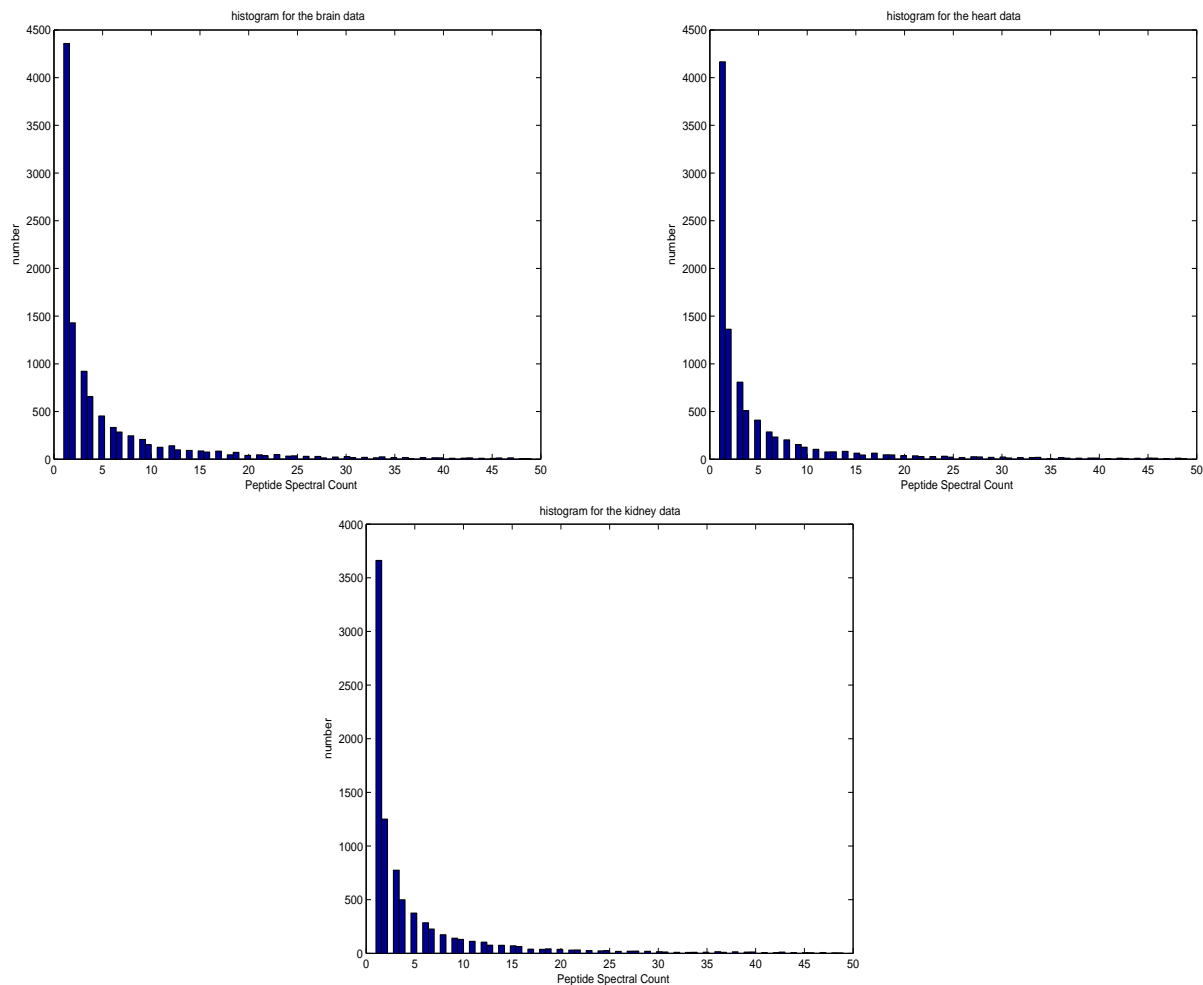 histogram for the brain data
4500
4000
3500
3000
2500
2000
1500
1000
500
0
number
0 5 10 15 20 25 30 35 40 45 50
Peptide Spectral Count
histogram for the heart data
4500
4000
3500
3000
2500
2000
1500
1000
500
0
number
0 5 10 15 20 25 30 35 40 45 50
Peptide Spectral Count
histogram for the kidney data
4000
3500
3000
2500
2000
1500
1000
500
0
number
0 5 10 15 20 25 30 35 40 45 50
Peptide Spectral Count